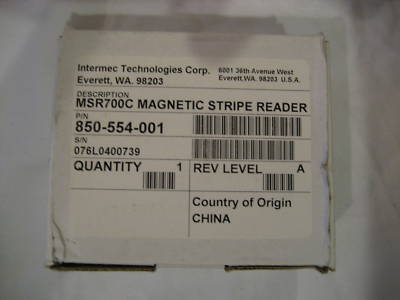 Intermec Technologies Corp.
6001 36th Avenue West
Everett, WA. 98203
Everett,WA. 98203 U.S.A.
DESCRIPTION
MSR700C MAGNETIC STRIPE READER
P/N
850-554-001
S/N
076L0400739
QUANTITY 1
REV LEVEL A
Country of Origin
CHINA